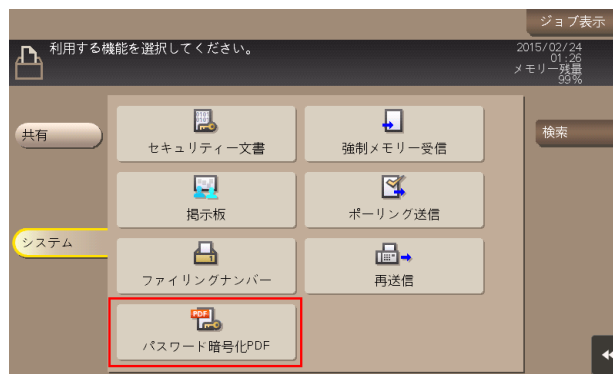 ジョブ表示
利用する機能を選択してください。
2015/02/24
01:26
メモリー残量
99%
共有
検索
セキュリティー文書
強制メモリー受信
掲示板
ポーリング送信
システム
ファイリングナンバー
再送信
PDF
パスワード暗号化PDF